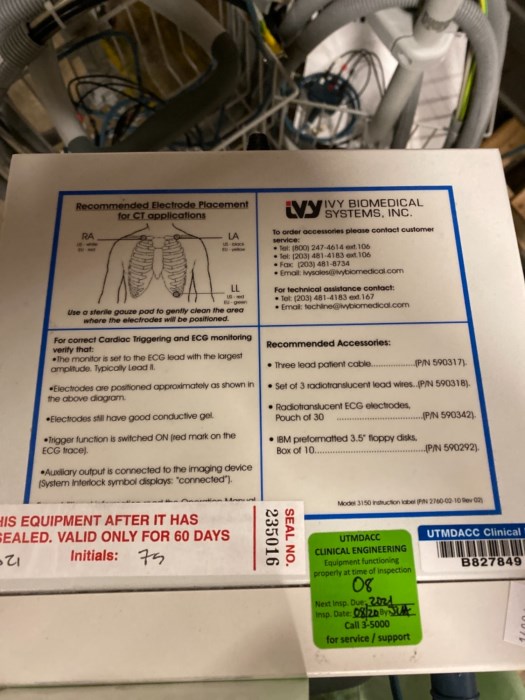 Recommended Electrode Placement
for CT applications
RA
LA
LL
Use a sterile gauze pad to gently clean the area
where the electrodes will be positioned.
IVY IVY BIOMEDICAL
SYSTEMS, INC.
To order accessories please contact customer
service:
• Tel: (800) 247-4614 ext.106
• Tel: (203) 481-4183 ext.106
• Fax: (203) 481-8734
• Email: ivysales@ivybiomedical.com
For technical assistance contact:
• Tel: (203) 481-4183 ext.167
• Email: techline@ivybiomedical.com
For correct Cardiac Triggering and ECG monitoring
verify that:
•The monitor is set to the ECG lead with the largest
amplitude. Typically Lead II.
•Electrodes are positioned approximately as shown in
the above diagram.
•Electrodes still have good conductive gel.
•Trigger function is switched ON (red mark on the
ECG trace).
•Auxiliary output is connected to the imaging device
(System Interlock symbol displays: "connected").
Recommended Accessories:
• Three lead patient cable..............(P/N 590317).
• Set of 3 radiotranslucent lead wires..(P/N 590318).
• Radiotranslucent ECG electrodes,
Pouch of 30 ..............................(P/N 590342).
• IBM preformatted 3.5" floppy disks,
Box of 10..................................(P/N 590292).
Model 3150 Instruction label (P/N 2760-02-10 Rev 02)
HIS EQUIPMENT AFTER IT HAS
SEALED. VALID ONLY FOR 60 DAYS
Initials:
SEAL NO.
235016
UTMDACC
CLINICAL ENGINEERING
Equipment functioning
properly at time of inspection
08
Next Insp. Due: 2021
Insp. Date: 08/20 By:
Call 3-5000
for service / support
UTMDACC Clinical
B827849